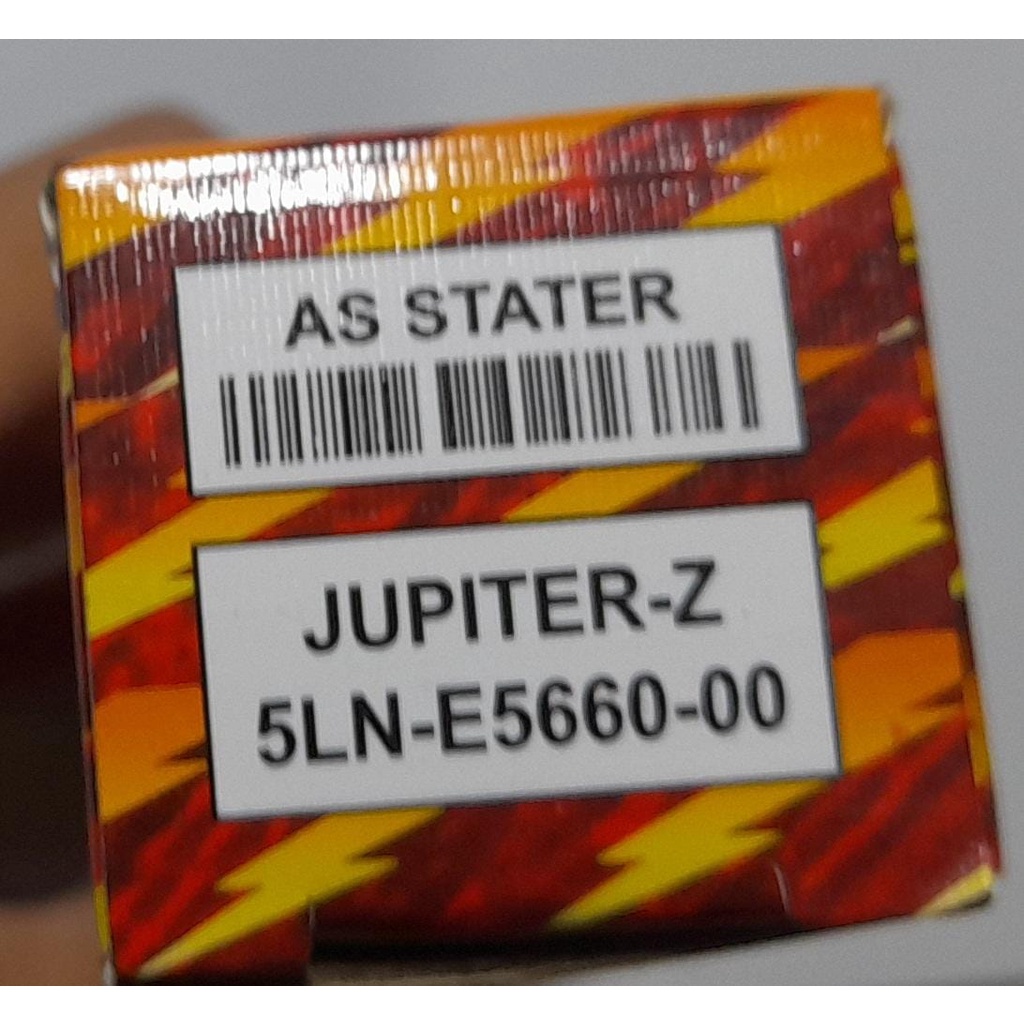 AS STATER
JUPITER-Z
5LN-E5660-00